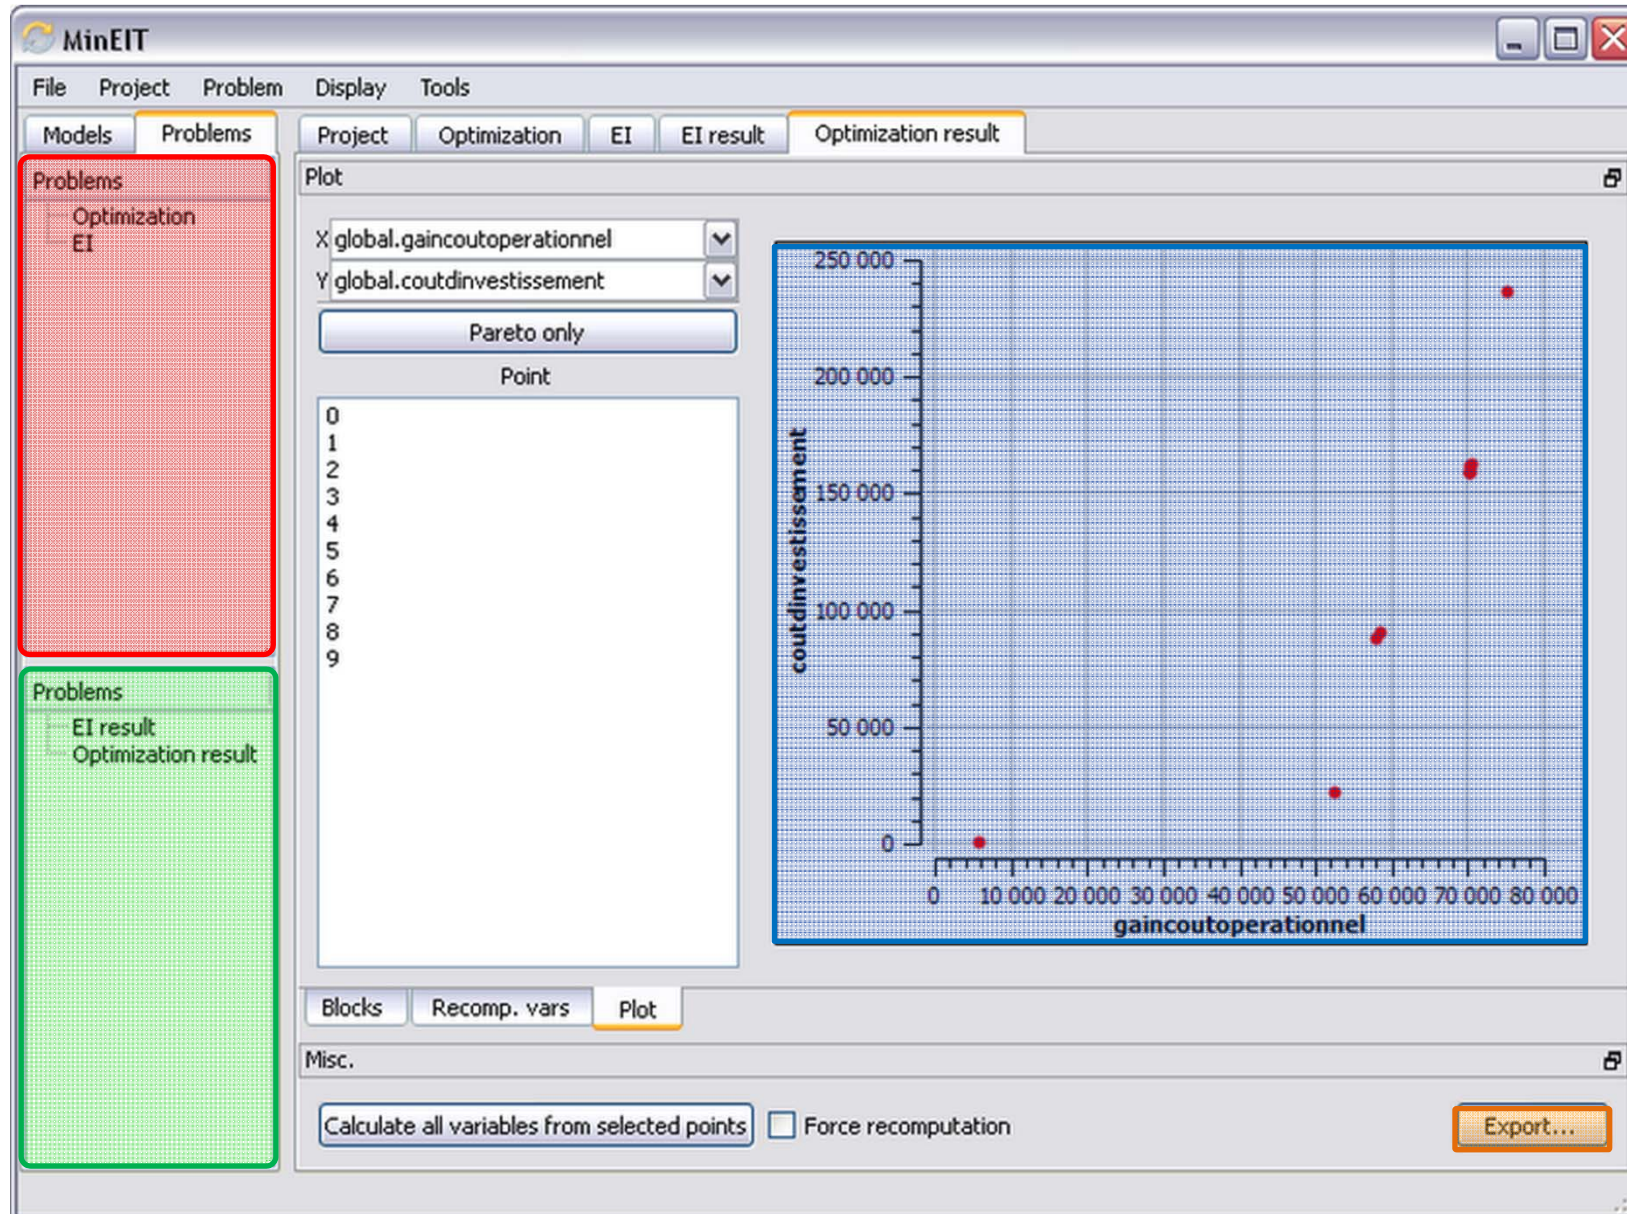 MinEIT
File Project Problem Display Tools
Models Problems
Project Optimization EI EI result Optimization result
Problems
Optimization
EI
Problems
EI result
Optimization result
Plot
X global.gaincoutoperationnel
Y global.coutdinvestissement
Pareto only
Point
0
1
2
3
4
5
6
7
8
9
250 000
200 000
150 000
100 000
50 000
0
coutdinvestissement
0 10 000 20 000 30 000 40 000 50 000 60 000 70 000 80 000
gaincoutoperationnel
Blocks Recomp. vars Plot
Misc.
Calculate all variables from selected points Force recomputation Export...